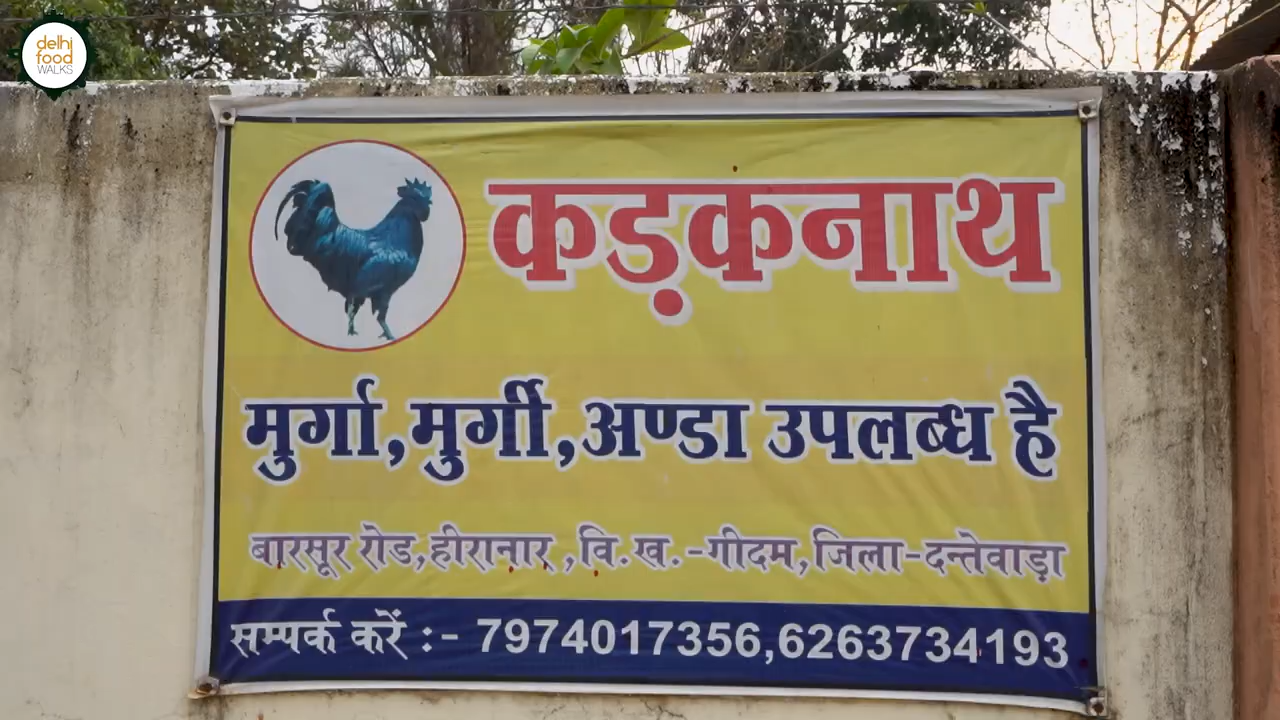 delhi
food
WALKS
कड़कनाथ
मुर्गा,मुर्गी,अण्डा उपलब्ध है
बारसूर रोड,हीरानार ,वि.ख.-गीदम,जिला-दन्तेवाड़ा
सम्पर्क करें :- 7974017356,6263734193